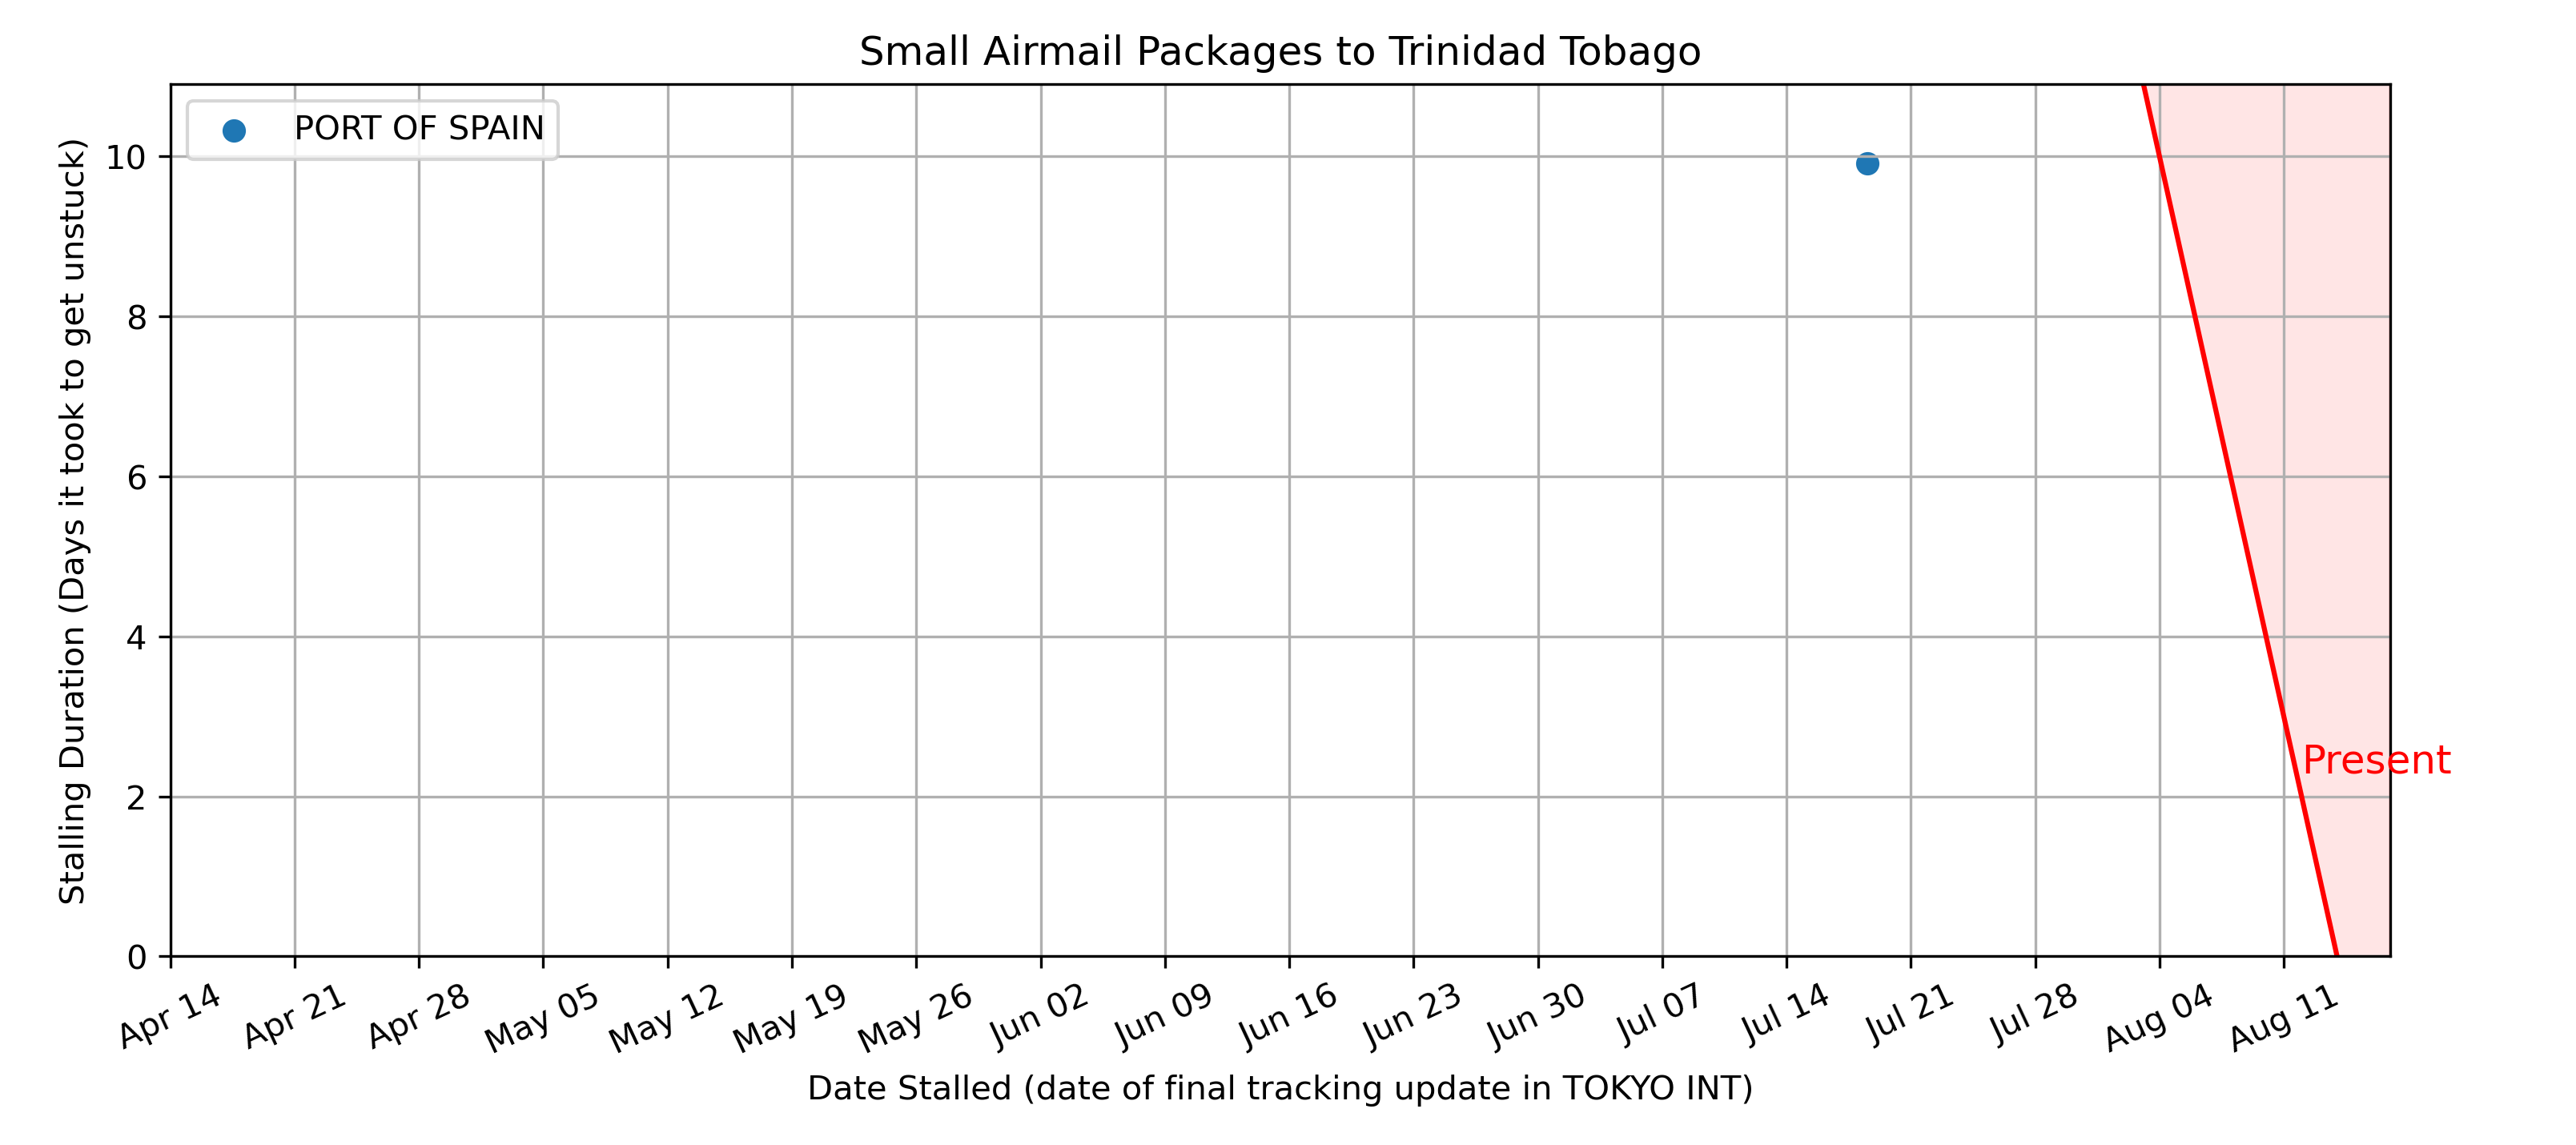 Small Airmail Packages to Trinidad Tobago
PORT OF SPAIN
Stalling Duration (Days it took to get unstuck)
10
8
6
4
2
0
Present
Apr 14 Apr 21 Apr 28 May 05 May 12 May 19 May 26 Jun 02 Jun 09 Jun 16 Jun 23 Jun 30 Jul 07 Jul 14 Jul 21 Jul 28 Aug 04 Aug 11
Date Stalled (date of final tracking update in TOKYO INT)